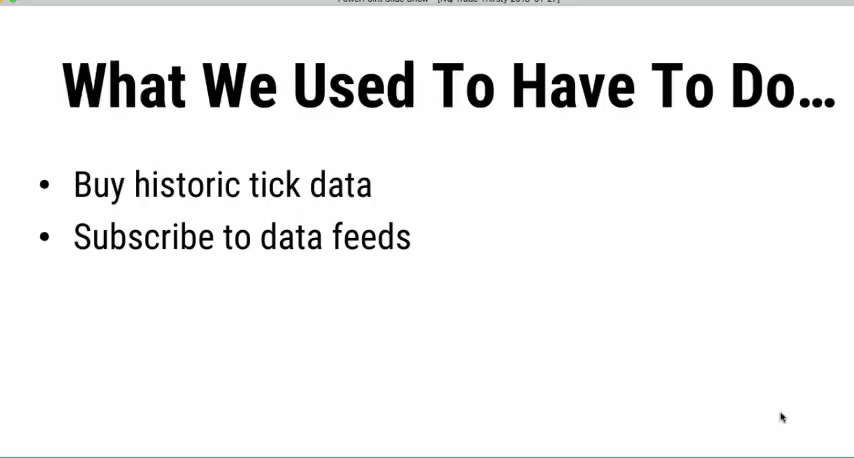 What We Used To Have To Do…
• Buy historic tick data
• Subscribe to data feeds